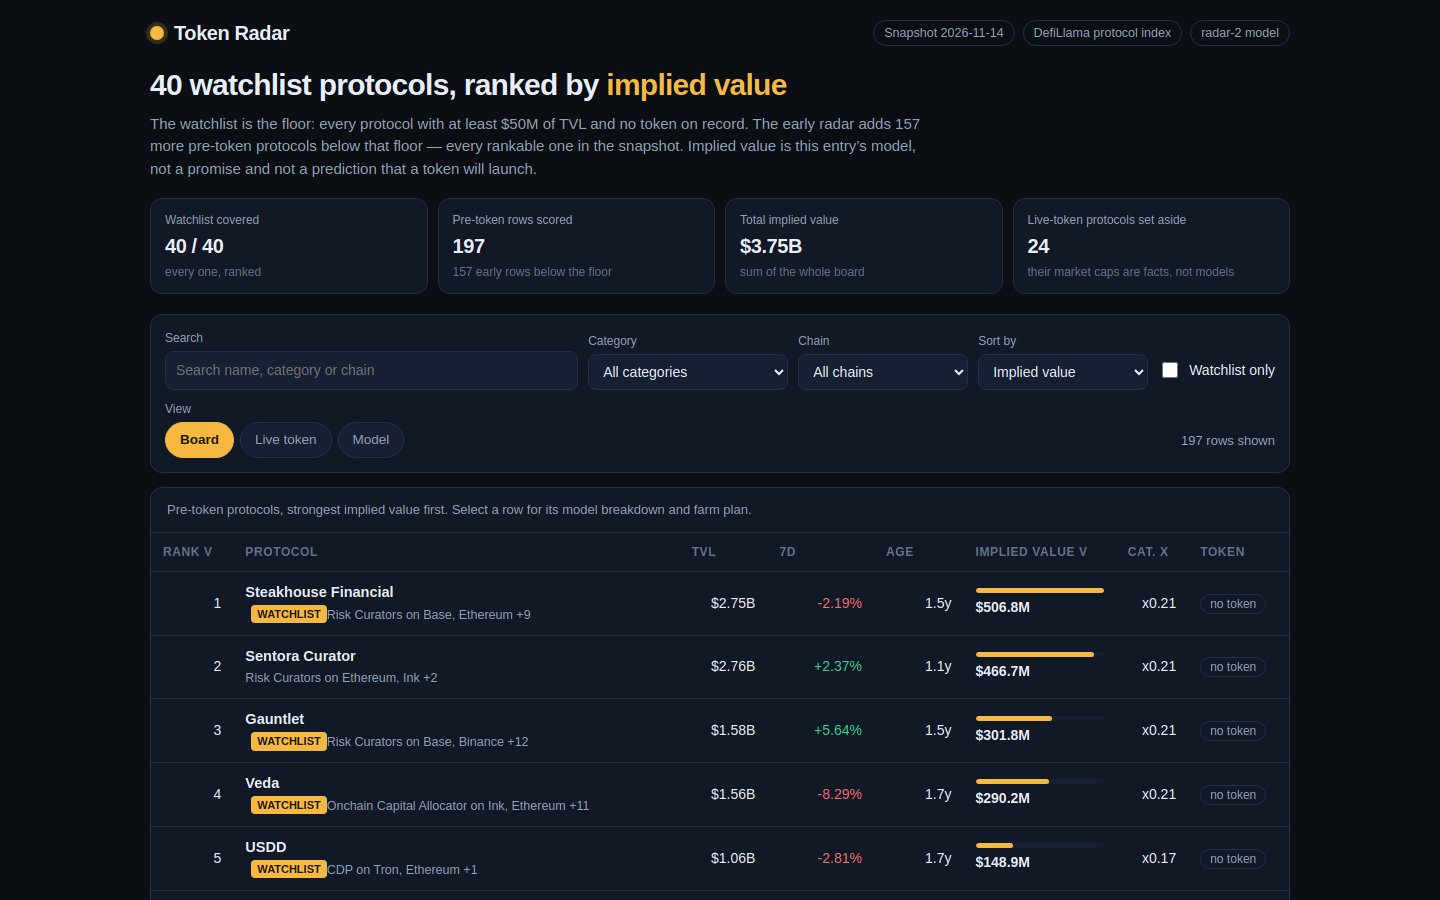 Token Radar
Snapshot 2026-11-14
DefiLlama protocol index
radar-2 model
40 watchlist protocols, ranked by implied value
The watchlist is the floor: every protocol with at least $50M of TVL and no token on record. The early radar adds 157
more pre-token protocols below that floor — every rankable one in the snapshot. Implied value is this entry's model,
not a promise and not a prediction that a token will launch.
Watchlist covered
40 / 40
every one, ranked
Pre-token rows scored
197
157 early rows below the floor
Total implied value
$3.75B
sum of the whole board
Live-token protocols set aside
24
their market caps are facts, not models
Search
Search name, category or chain
Category
All categories
Chain
All chains
Sort by
Implied value
Watchlist only
View
Board
Live token
Model
197 rows shown
Pre-token protocols, strongest implied value first. Select a row for its model breakdown and farm plan.
RANK V PROTOCOL TVL 7D AGE IMPLIED VALUE V CAT. X TOKEN
1 Steakhouse Financial $2.75B -2.19% 1.5y $506.8M x0.21 no token
WATCHLIST Risk Curators on Base, Ethereum +9
2 Sentora Curator $2.76B +2.37% 1.1y $466.7M x0.21 no token
Risk Curators on Ethereum, Ink +2
3 Gauntlet $1.58B +5.64% 1.5y $301.8M x0.21 no token
WATCHLIST Risk Curators on Base, Binance +12
4 Veda $1.56B -8.29% 1.7y $290.2M x0.21 no token
WATCHLIST Onchain Capital Allocator on Ink, Ethereum +11
5 USDD $1.06B -2.81% 1.7y $148.9M x0.17 no token
WATCHLIST CDP on Tron, Ethereum +1